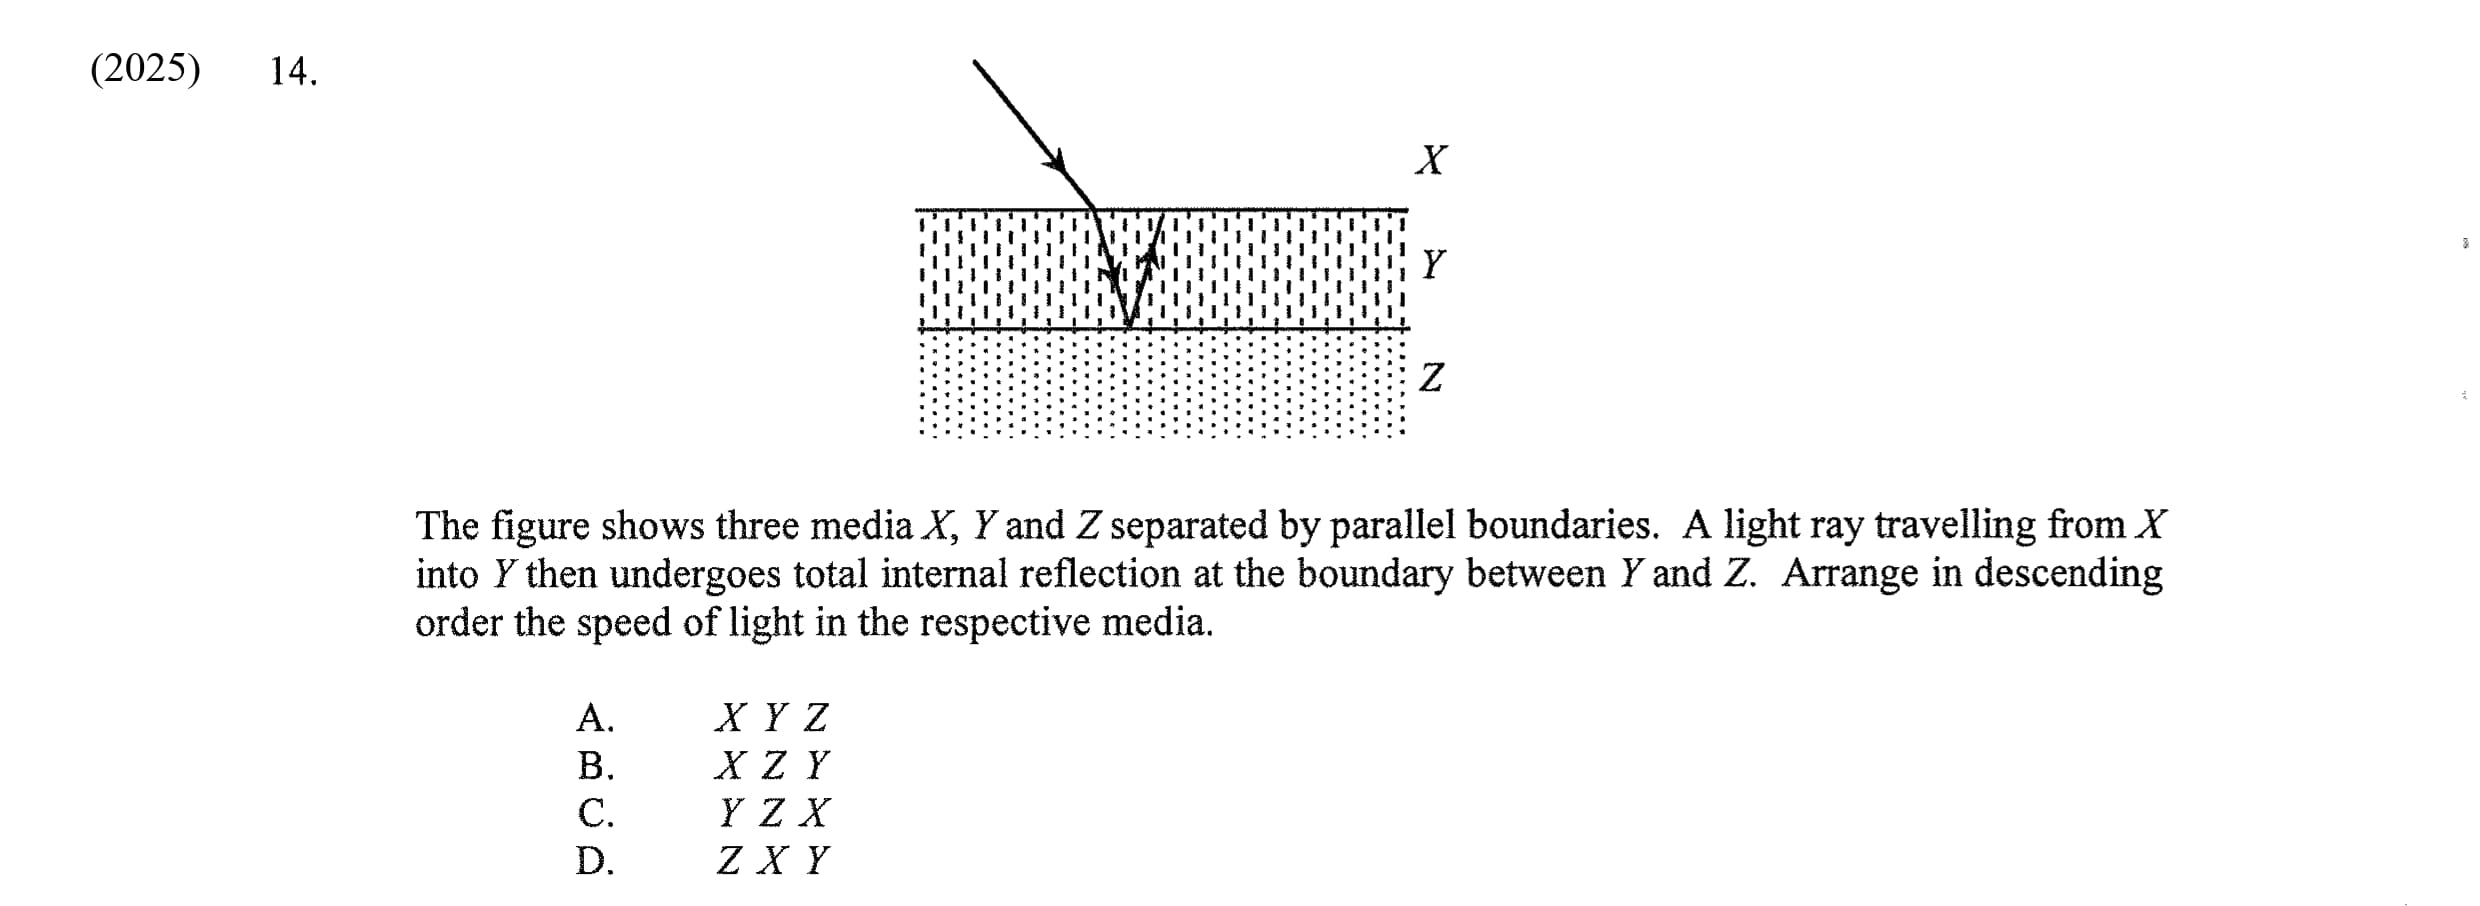 (2025) 14.
X
Y
Z
The figure shows three media X, Y and Z separated by parallel boundaries. A light ray travelling from X
into Y then undergoes total internal reflection at the boundary between Y and Z. Arrange in descending
order the speed of light in the respective media.
A. X Y Z
B. X Z Y
C. Y Z X
D. Z X Y